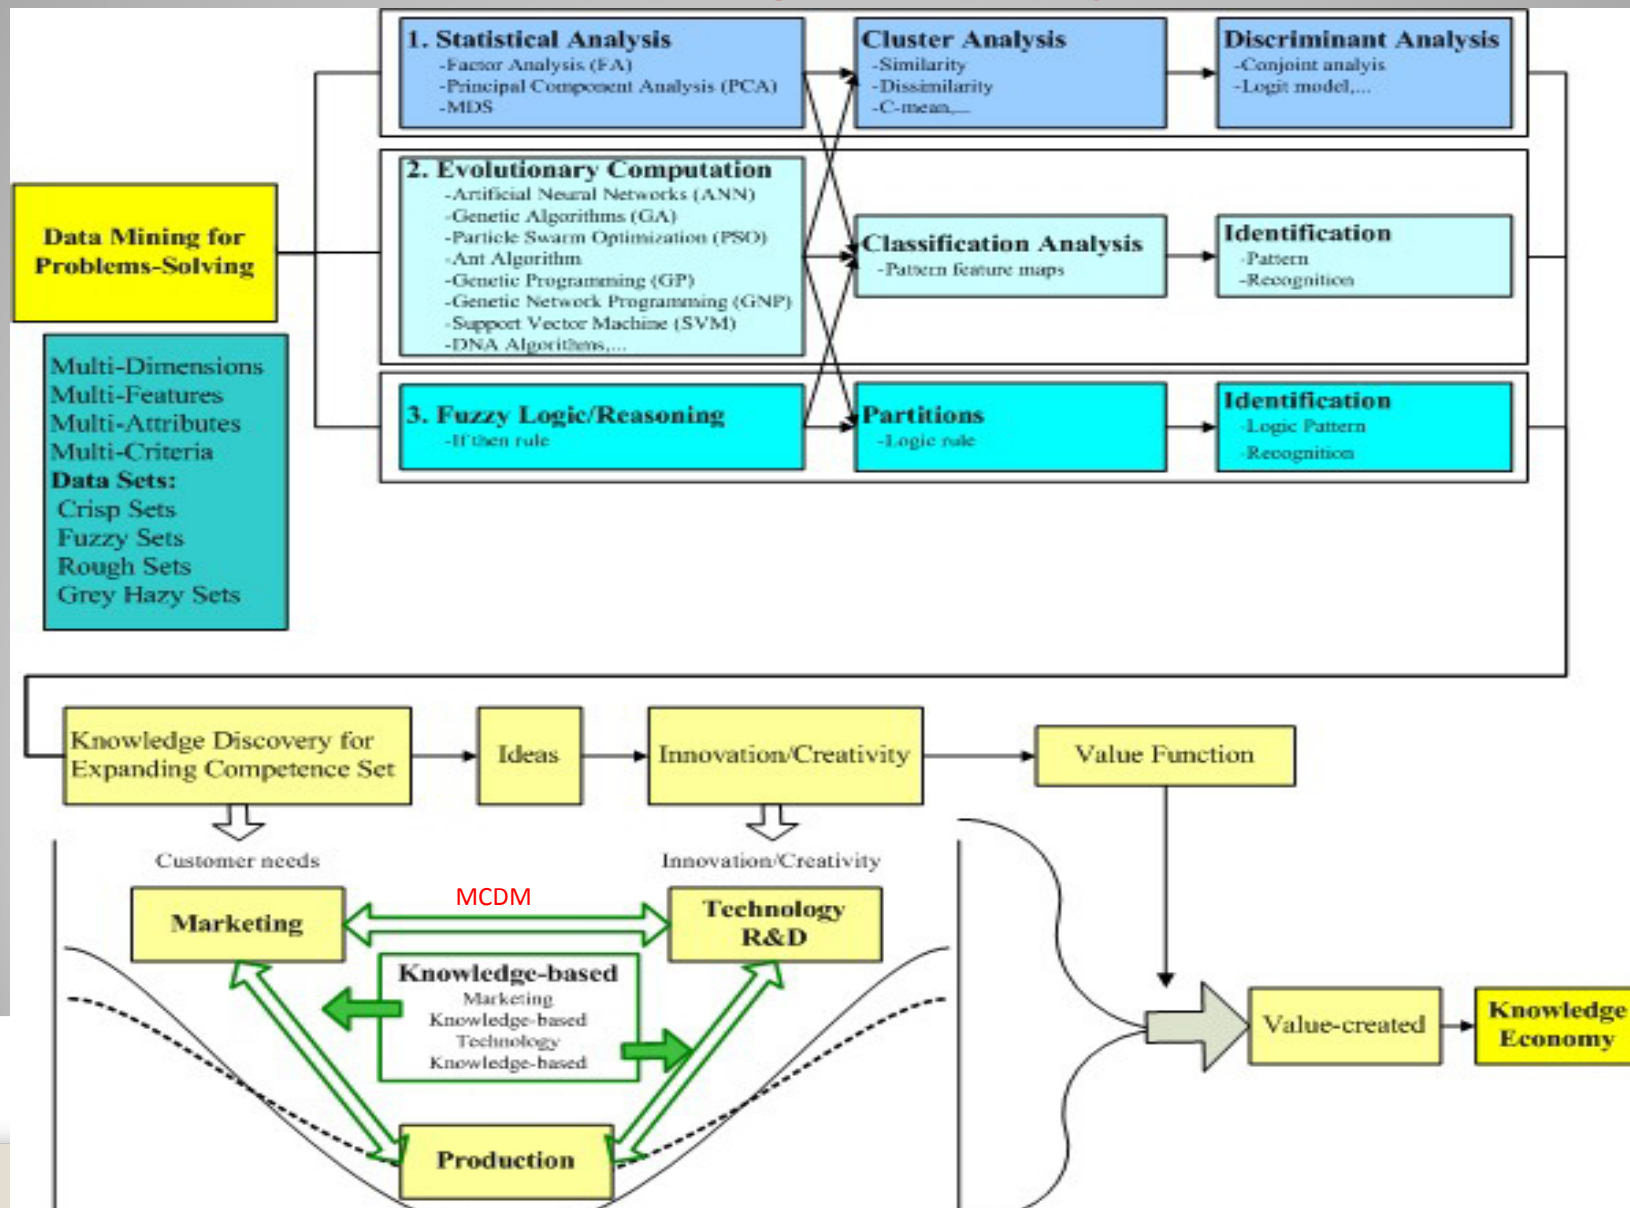 1. Statistical Analysis
-Factor Analysis (FA)
-Principal Component Analysis (PCA)
-MDS
Cluster Analysis
-Similarity
-Dissimilarity
-C-mean,...
Discriminant Analysis
-Conjoint analyis
-Logit model,...
Data Mining for
Problems-Solving
2. Evolutionary Computation
-Artificial Neural Networks (ANN)
-Genetic Algorithms (GA)
-Particle Swarm Optimization (PSO)
-Ant Algorithm
-Genetic Programming (GP)
-Genetic Network Programming (GNP)
-Support Vector Machine (SVM)
-DNA Algorithms,...
Classification Analysis
-Pattern feature maps
Identification
-Pattern
-Recognition
Multi-Dimensions
Multi-Features
Multi-Attributes
Multi-Criteria
Data Sets:
Crisp Sets
Fuzzy Sets
Rough Sets
Grey Hazy Sets
3. Fuzzy Logic/Reasoning
-If then rule
Partitions
-Logic rule
Identification
-Logic Pattern
-Recognition
Knowledge Discovery for
Expanding Competence Set
Ideas
Innovation/Creativity
Value Function
Customer needs
Innovation/Creativity
Marketing
MCDM
Technology
R&D
Knowledge-based
Marketing
Knowledge-based
Technology
Knowledge-based
Production
Value-created
Knowledge
Economy